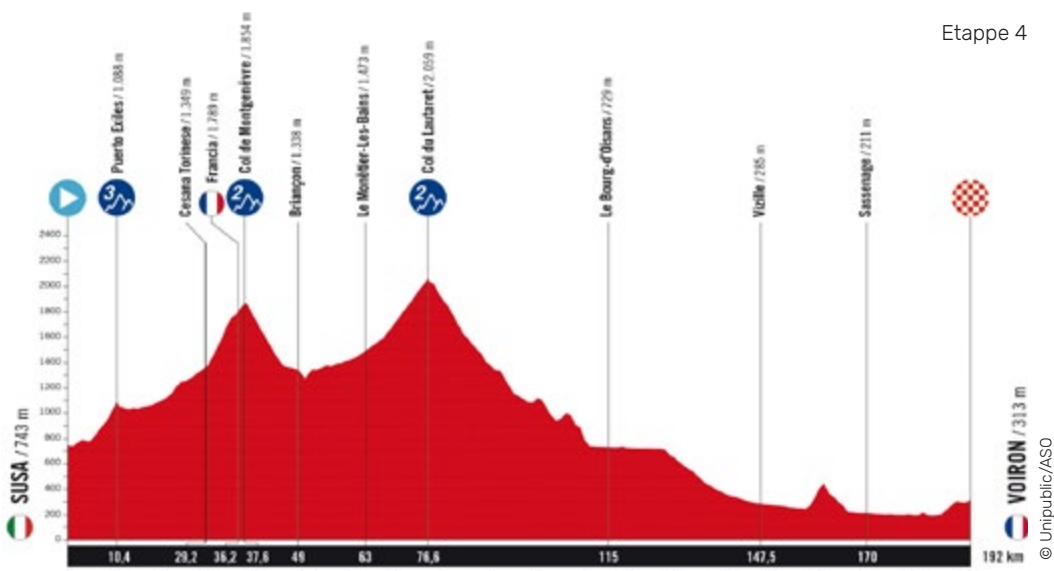 Etappe 4
Puerto Exiles / 1.088 m
Cesana Torinese / 1.349 m
Francia / 1.789 m
Col de Montgenèvre / 1.854 m
Briançon / 1.338 m
Le Monêtier-Les-Bains / 1.473 m
Col du Lautaret / 2.059 m
Le Bourg-d'Oisans / 729 m
Vizille / 285 m
Sassenage / 211 m
3
2
2
2400
2200
2000
1800
1600
1400
1200
1000
800
600
400
200
0
SUSA / 743 m
VOIRON / 313 m
10,4
29,2
36,2
37,6
49
63
76,6
115
147,5
170
192 km
© Unipublic/ASO